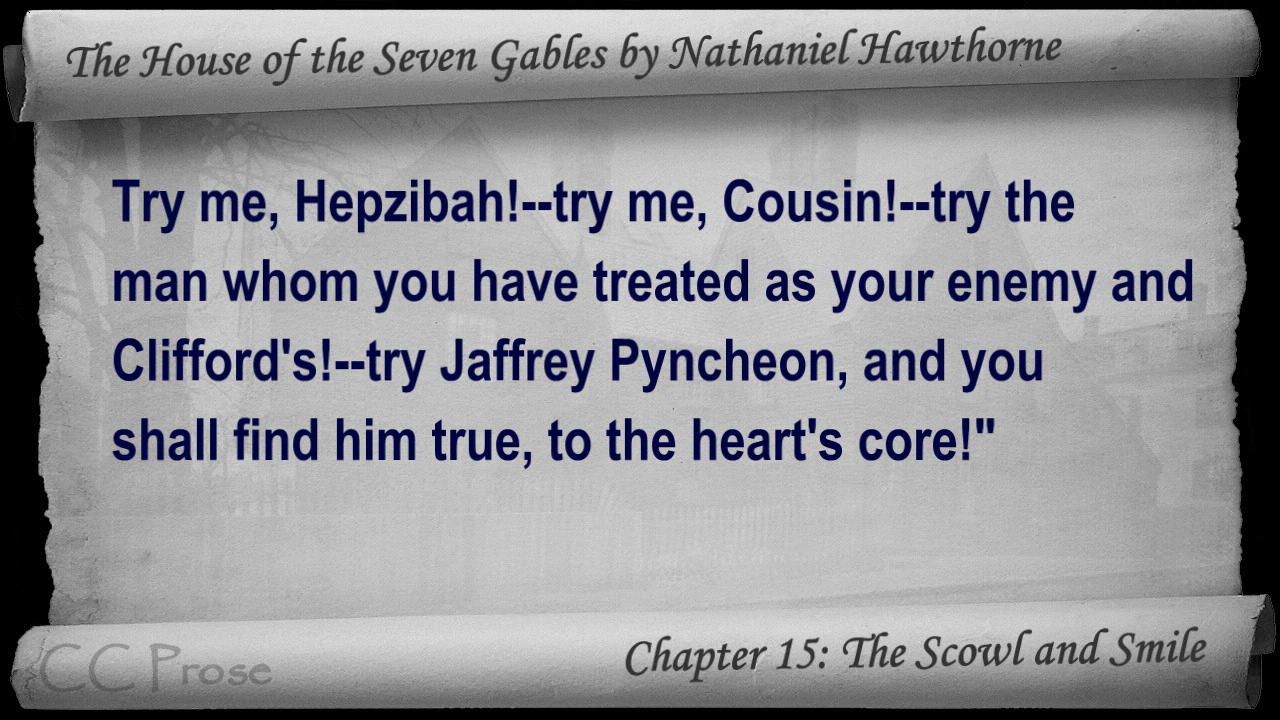 The House of the Seven Gables by Nathaniel Hawthorne
Try me, Hepzibah!--try me, Cousin!--try the
man whom you have treated as your enemy and
Clifford's!--try Jaffrey Pyncheon, and you
shall find him true, to the heart's core!"
CC Prose
Chapter 15: The Scowl and Smile